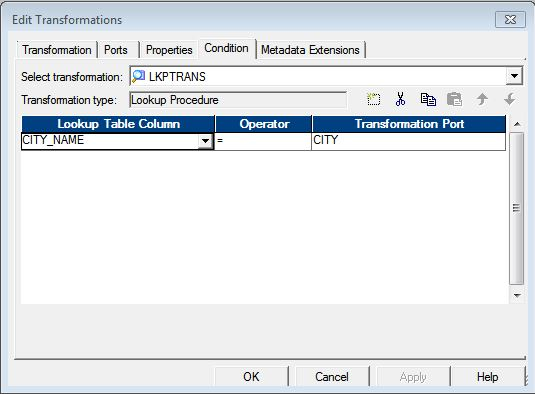 Edit Transformations
Transformation Ports Properties Condition Metadata Extensions
Select transformation: LKPTRANS
Transformation type: Lookup Procedure
Lookup Table Column Operator Transformation Port
CITY_NAME = CITY
OK Cancel Apply Help